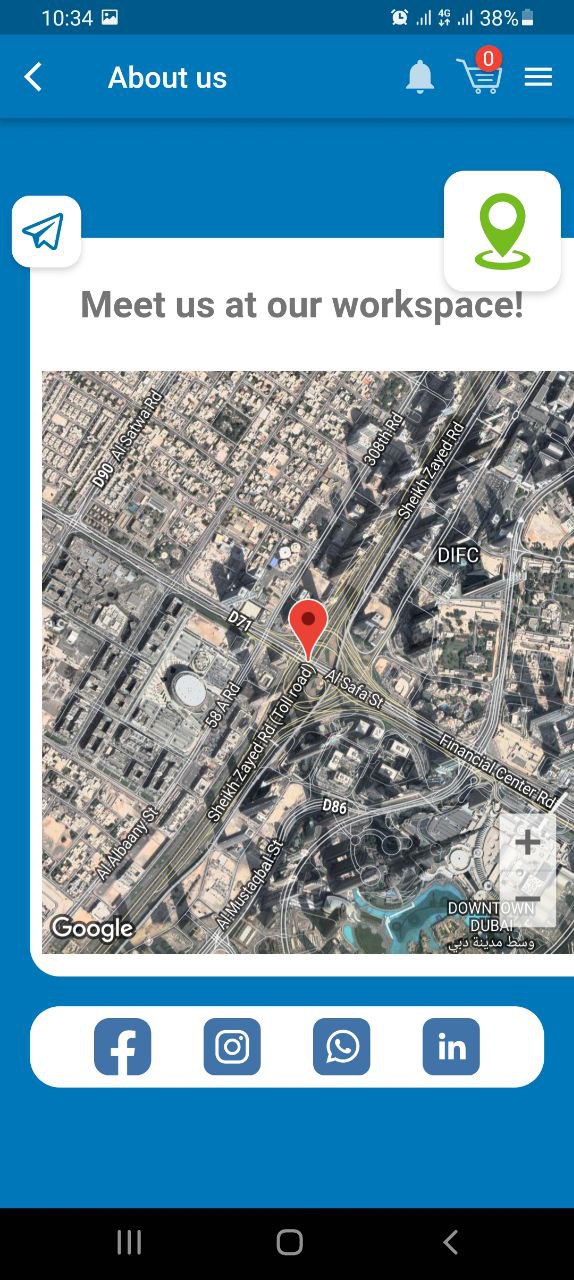 10:34
4G
38%
About us
0
Meet us at our workspace!
D90
Al Satwa Rd
308th Rd
Sheikh Zayed Rd
DIFC
D71
Al Safa St
58 A Rd
Sheikh Zayed Rd (Toll road)
Financial Center Rd
D86
Al Albaany St
Al Mustaqbal St
+
DOWNTOWN
DUBAI
وسط مدينة دبي
Google
in